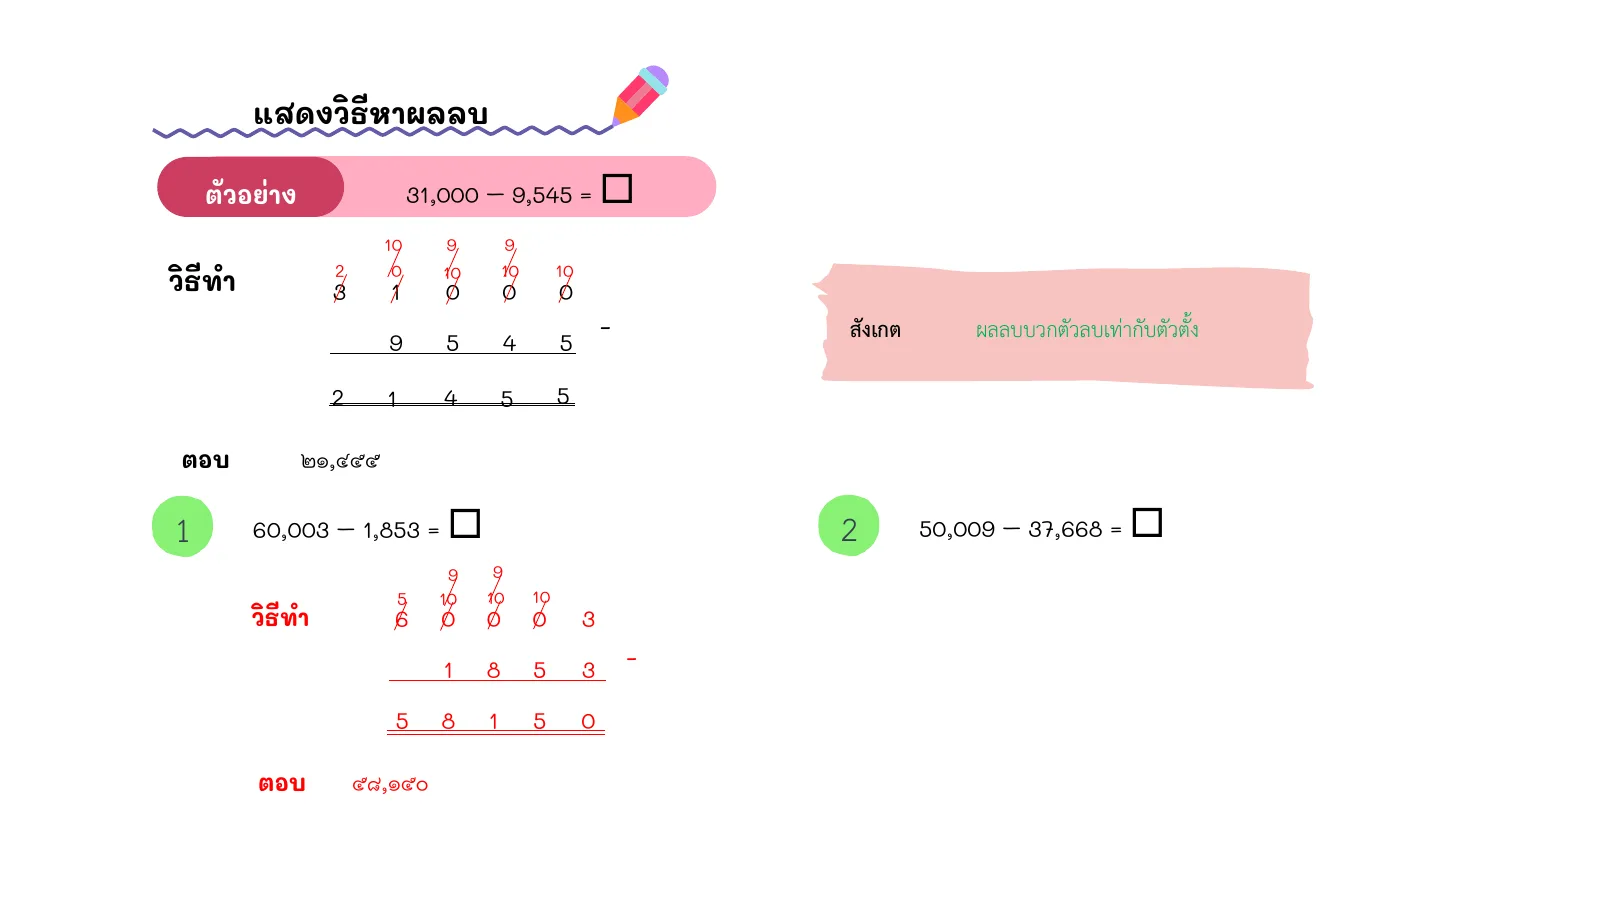 แสดงวิธีหาผลลบ
ตัวอย่าง 31,000 – 9,545 = □
10 9 9
2 0 10 10 10
วิธีทำ 3 1 0 0 0
-
9 5 4 5
2 1 4 5 5
ตอบ ๒๑,๔๕๕
สังเกต ผลลบบวกตัวลบเท่ากับตัวตั้ง
1 60,003 – 1,853 = □
9 9
5 10 10 10
วิธีทำ 6 0 0 0 3
-
1 8 5 3
5 8 1 5 0
ตอบ ๕๘,๑๕๐
2 50,009 – 37,668 = □